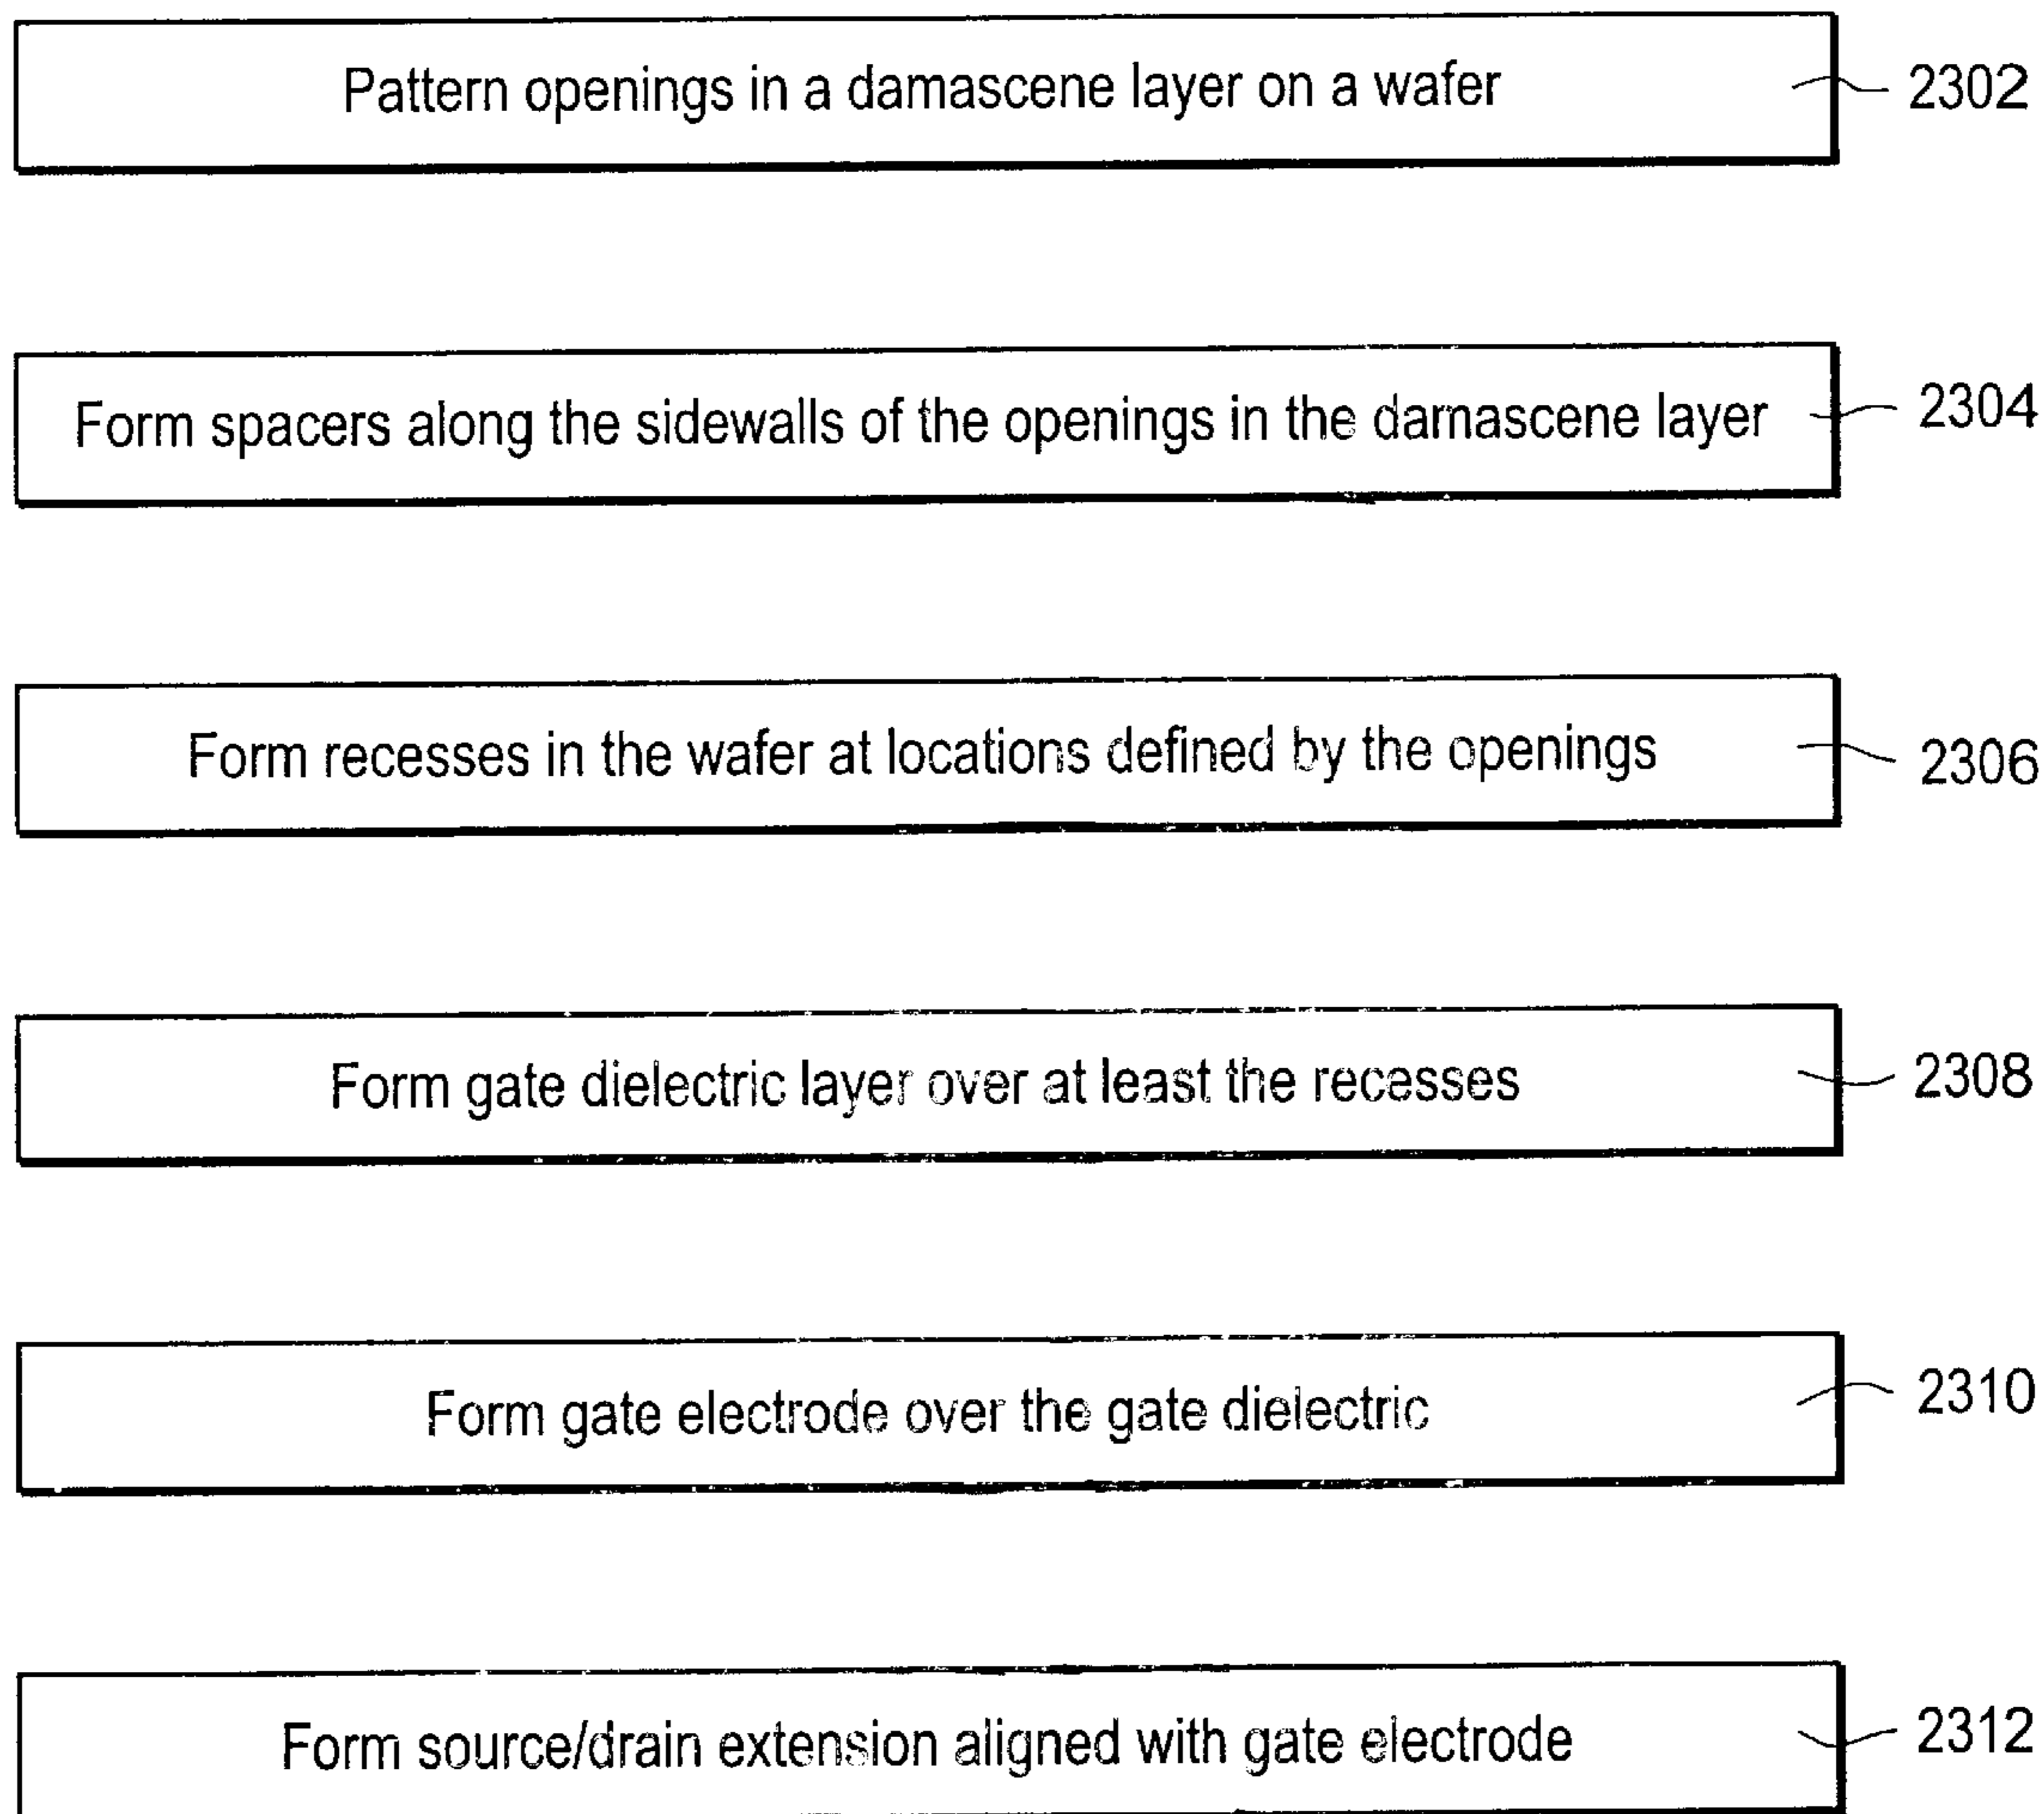 Pattern openings in a damascene layer on a wafer 2302
Form spacers along the sidewalls of the openings in the damascene layer 2304
Form recesses in the wafer at locations defined by the openings 2306
Form gate dielectric layer over at least the recesses 2308
Form gate electrode over the gate dielectric 2310
Form source/drain extension aligned with gate electrode 2312